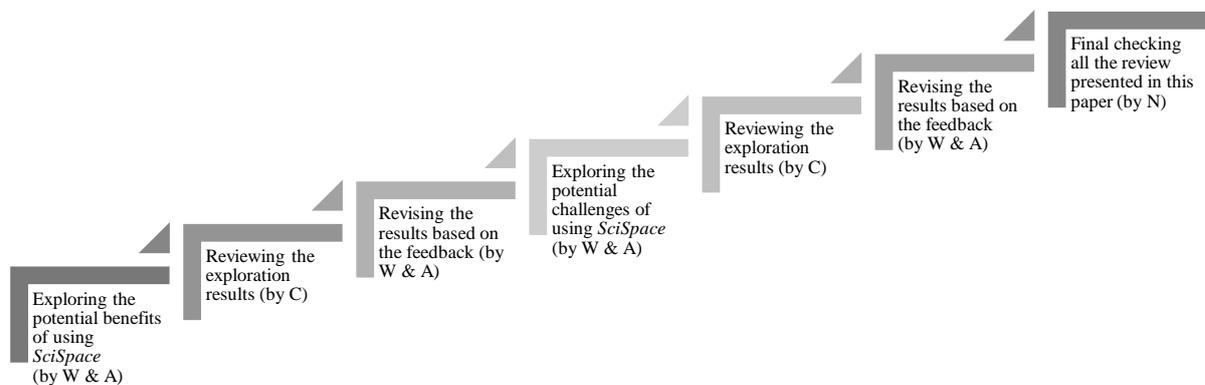 Exploring the
potential benefits
of using
SciSpace
(by W & A)
Reviewing the
exploration
results (by C)
Revising the
results based on
the feedback (by
W & A)
Exploring the
potential
challenges of
using SciSpace
(by W & A)
Reviewing the
exploration
results (by C)
Revising the
results based on
the feedback
(by W & A)
Final checking
all the review
presented in this
paper (by N)